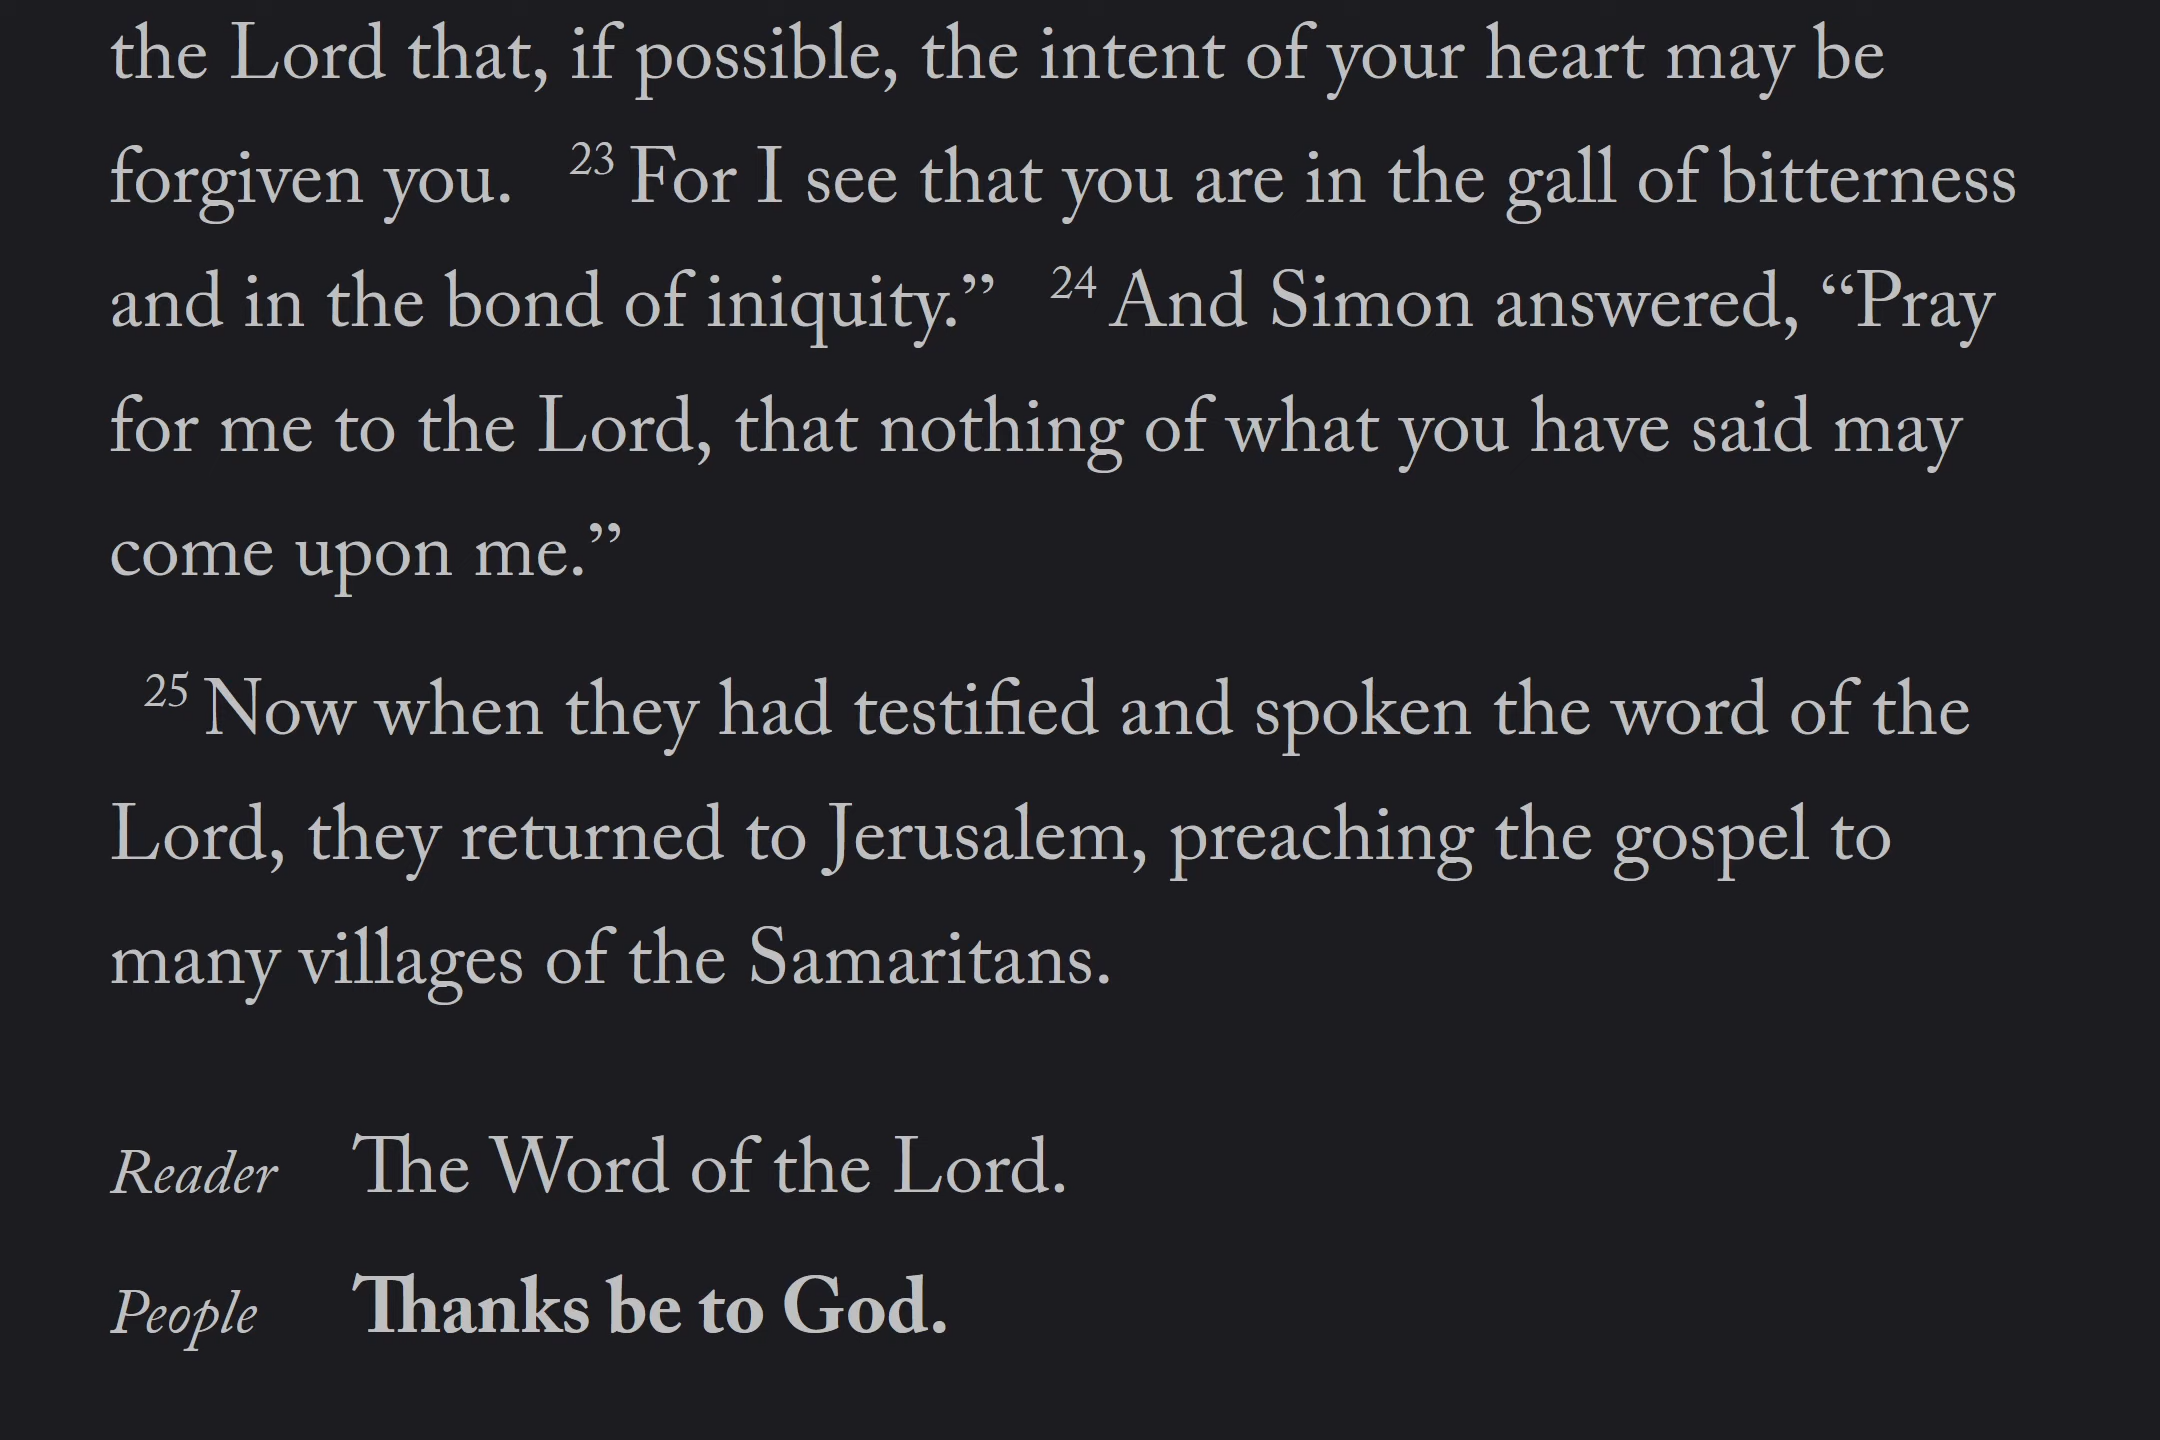 the Lord that, if possible, the intent of your heart may be
forgiven you. 23 For I see that you are in the gall of bitterness
and in the bond of iniquity.” 24 And Simon answered, “Pray
for me to the Lord, that nothing of what you have said may
come upon me.”
25 Now when they had testified and spoken the word of the
Lord, they returned to Jerusalem, preaching the gospel to
many villages of the Samaritans.
Reader The Word of the Lord.
People Thanks be to God.